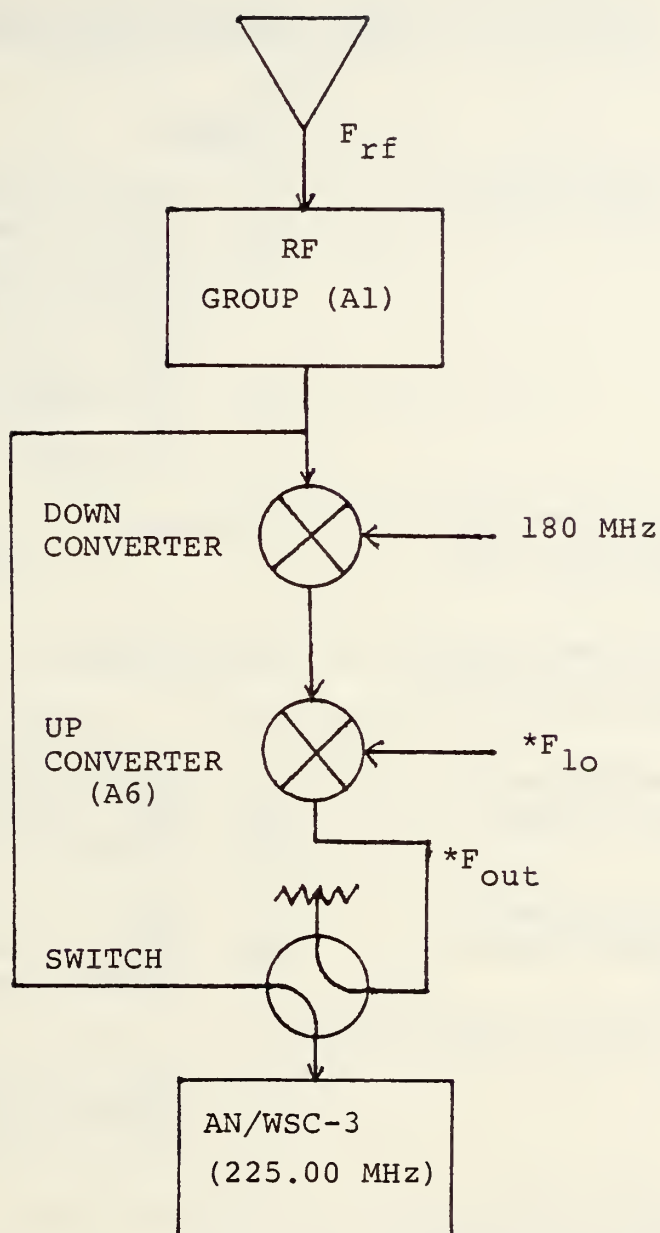 F_rf
RF
GROUP (A1)
DOWN
CONVERTER
180 MHz
UP
CONVERTER
(A6)
*F_lo
*F_out
SWITCH
AN/WSC-3
(225.00 MHz)